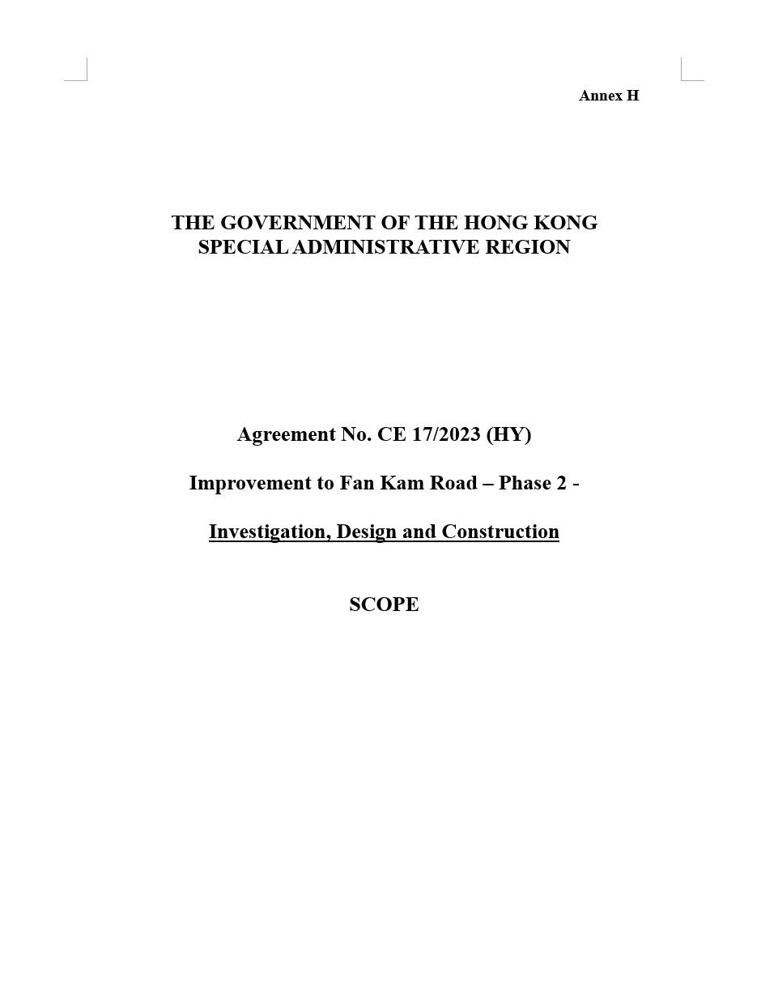 Annex H
THE GOVERNMENT OF THE HONG KONG
SPECIAL ADMINISTRATIVE REGION
Agreement No. CE 17/2023 (HY)
Improvement to Fan Kam Road – Phase 2 -
Investigation, Design and Construction
SCOPE